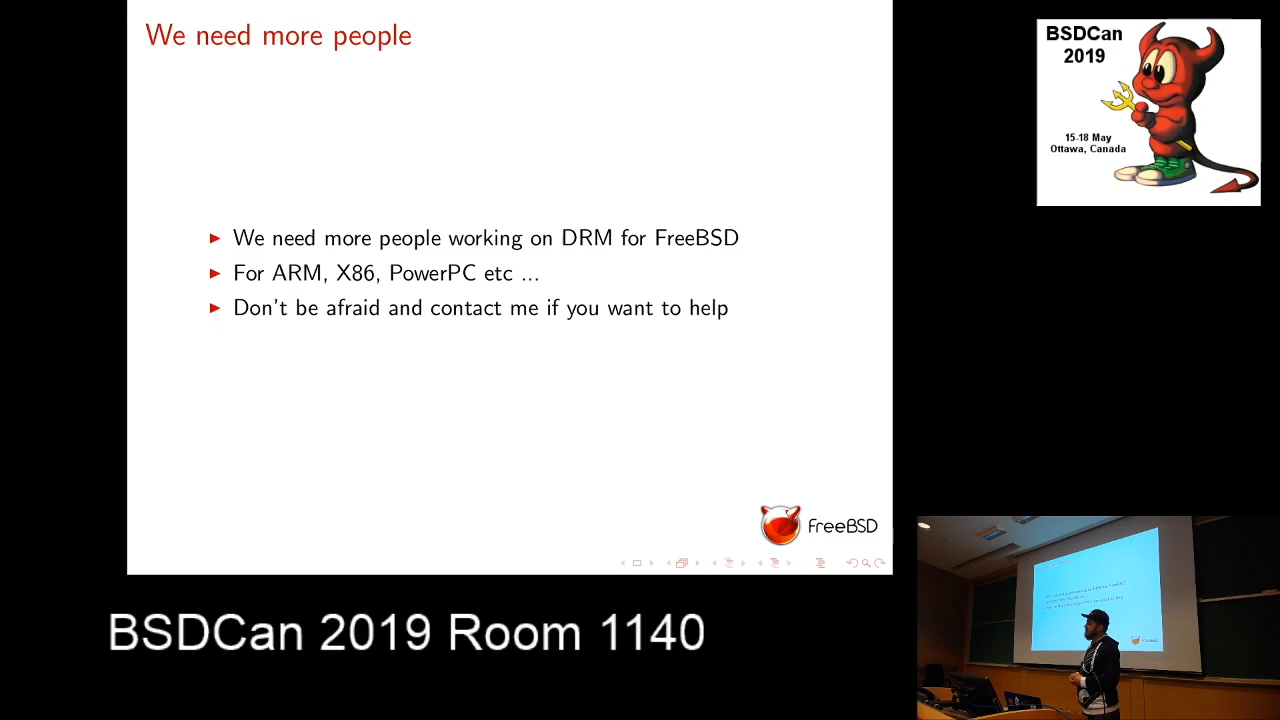 We need more people
We need more people working on DRM for FreeBSD
For ARM, X86, PowerPC etc ...
Don't be afraid and contact me if you want to help
FreeBSD
BSDCan
2019
15-18 May
Ottawa, Canada
BSDCan 2019 Room 1140